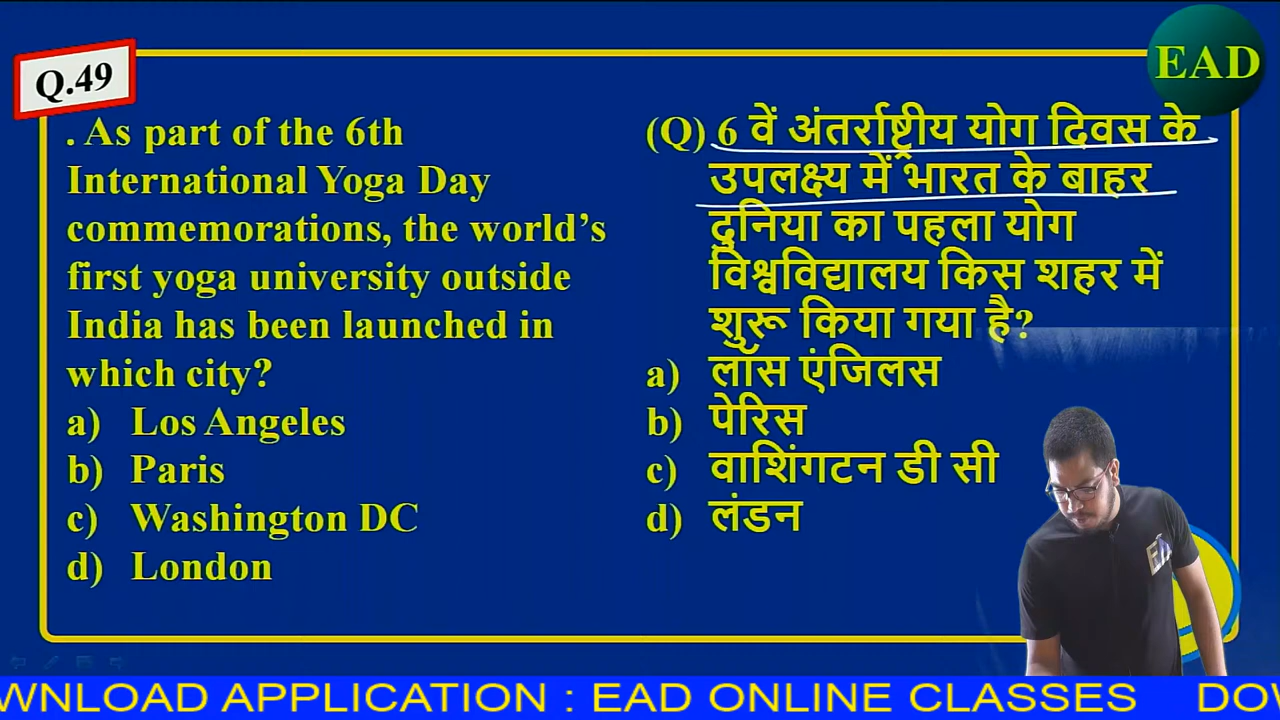 EAD
Q.49
. As part of the 6th
International Yoga Day
commemorations, the world’s
first yoga university outside
India has been launched in
which city?
a) Los Angeles
b) Paris
c) Washington DC
d) London
(Q) 6 वें अंतर्राष्ट्रीय योग दिवस के
उपलक्ष्य में भारत के बाहर
दुनिया का पहला योग
विश्वविद्यालय किस शहर में
शुरू किया गया है?
a) लॉस एंजिलस
b) पेरिस
c) वाशिंगटन डी सी
d) लंडन
WNLOAD APPLICATION : EAD ONLINE CLASSES DOW